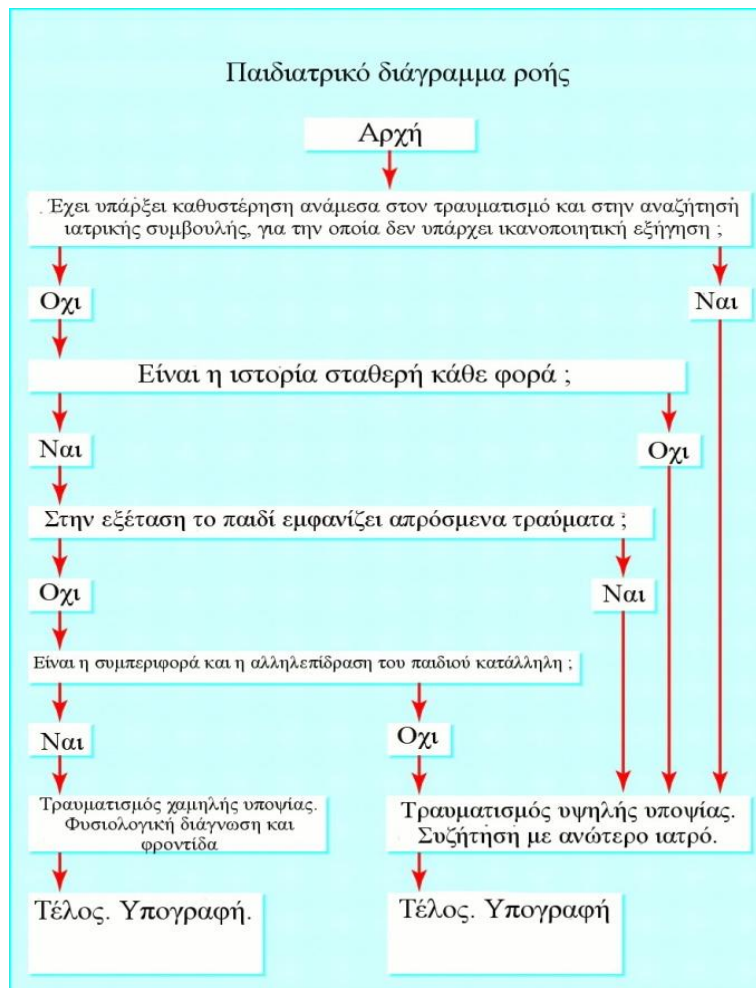 Παιδιατρικό διάγραμμα ροής
Αρχή
. Έχει υπάρξει καθυστέρηση ανάμεσα στον τραυματισμό και στην αναζήτηση
ιατρικής συμβουλής, για την οποία δεν υπάρχει ικανοποιητική εξήγηση ;
Οχι
Ναι
Είναι η ιστορία σταθερή κάθε φορά ;
Ναι
Οχι
Στην εξέταση το παιδί εμφανίζει απρόσμενα τραύματα ;
Οχι
Ναι
Είναι η συμπεριφορά και η αλληλεπίδραση του παιδιού κατάλληλη ;
Ναι
Οχι
Τραυματισμός χαμηλής υποψίας.
Φυσιολογική διάγνωση και
φροντίδα
Τραυματισμός υψηλής υποψίας.
Συζήτηση με ανώτερο ιατρό.
Τέλος. Υπογραφή.
Τέλος. Υπογραφή